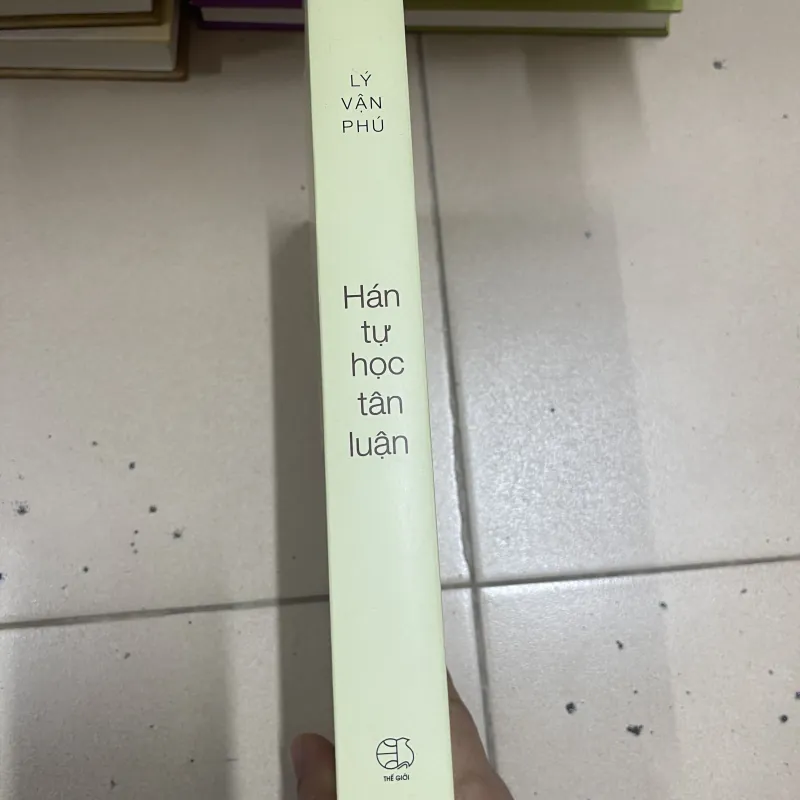 LÝ
VẬN
PHÚ
Hán
tự
học
tân
luận
THẾ GIỚI